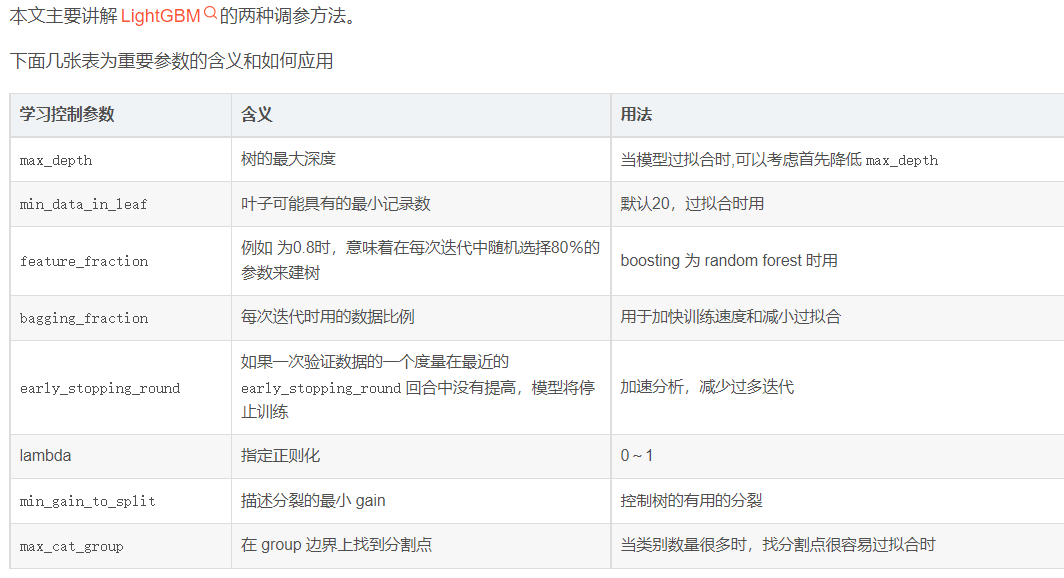 本文主要讲解 LightGBM 的两种调参方法。
下面几张表为重要参数的含义和如何应用
学习控制参数 含义 用法
max_depth 树的最大深度 当模型过拟合时,可以考虑首先降低 max_depth
min_data_in_leaf 叶子可能具有的最小记录数 默认20，过拟合时用
feature_fraction 例如 为0.8时，意味着在每次迭代中随机选择80%的
参数来建树 boosting 为 random forest 时用
bagging_fraction 每次迭代时用的数据比例 用于加快训练速度和减小过拟合
early_stopping_round 如果一次验证数据的一个度量在最近的
early_stopping_round 回合中没有提高，模型将停
止训练 加速分析，减少过多迭代
lambda 指定正则化 0～1
min_gain_to_split 描述分裂的最小 gain 控制树的有用的分裂
max_cat_group 在 group 边界上找到分割点 当类别数量很多时，找分割点很容易过拟合时